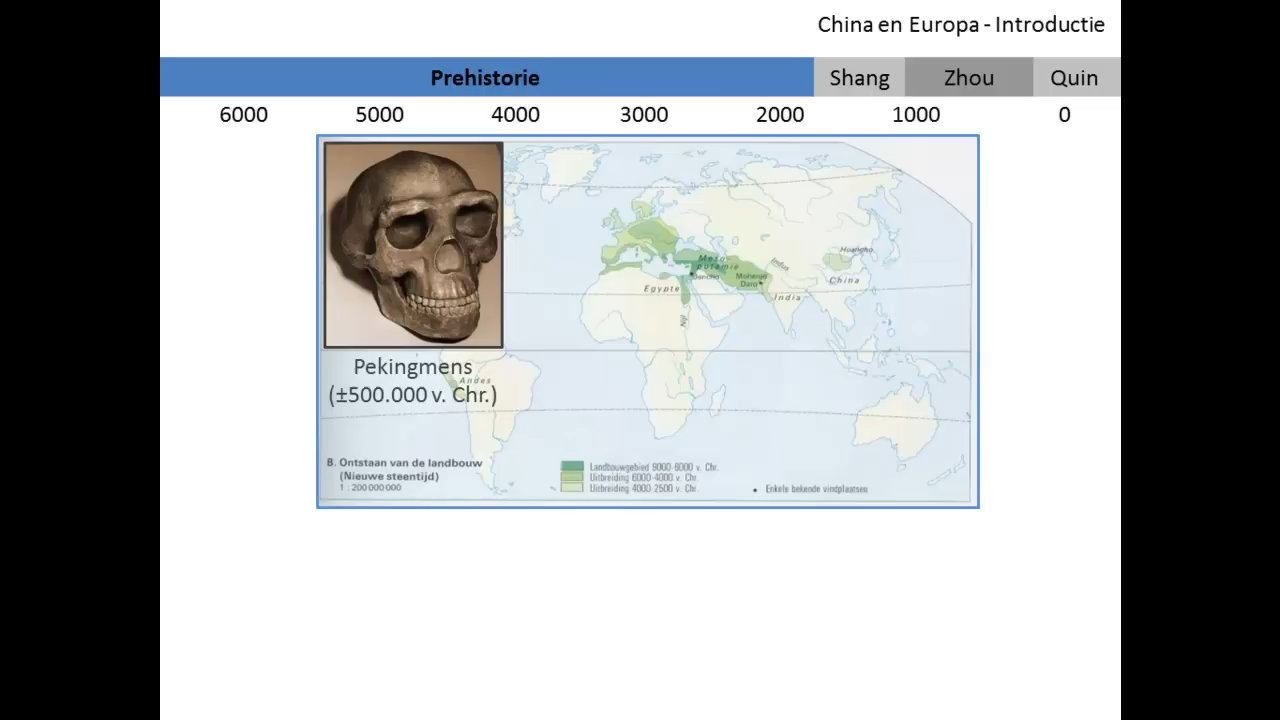 China en Europa - Introductie
Prehistorie Shang Zhou Quin
6000 5000 4000 3000 2000 1000 0
Huangho
Meso
potamië
Indus
Jericho
Mohenjo
Daro
China
Egypte
India
Nijl
Pekingmens
Andes
(±500.000 v. Chr.)
B. Ontstaan van de landbouw
(Nieuwe steentijd)
1 : 200 000 000
Landbouwgebied 9000-6000 v. Chr.
Uitbreiding 6000-4000 v. Chr.
Uitbreiding 4000-2500 v. Chr.
Enkele bekende vindplaatsen